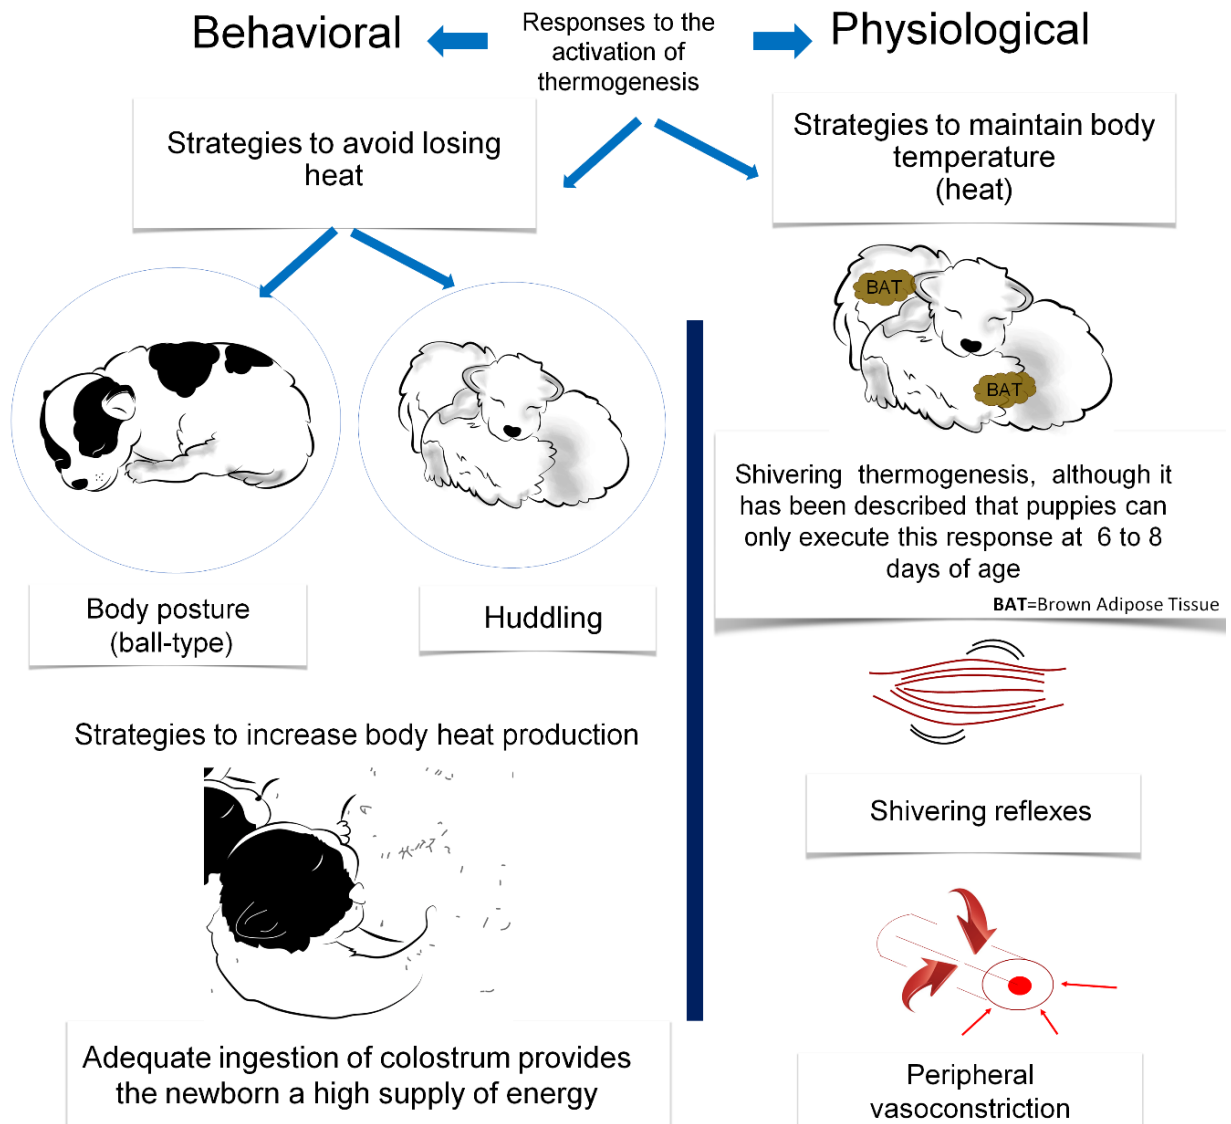 Behavioral
Responses to the
activation of
thermogenesis
Physiological
Strategies to avoid losing
heat
Strategies to maintain body
temperature
(heat)
BAT
BAT
Body posture
(ball-type)
Huddling
Shivering thermogenesis, although it
has been described that puppies can
only execute this response at 6 to 8
days of age
BAT=Brown Adipose Tissue
Strategies to increase body heat production
Shivering reflexes
Adequate ingestion of colostrum provides
the newborn a high supply of energy
Peripheral
vasoconstriction